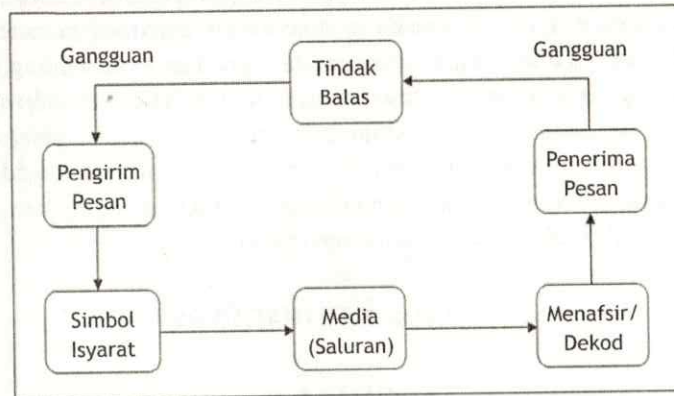 Gangguan
Tindak
Balas
Gangguan
Pengirim
Pesan
Penerima
Pesan
Simbol
Isyarat
Media
(Saluran)
Menafsir/
Dekod